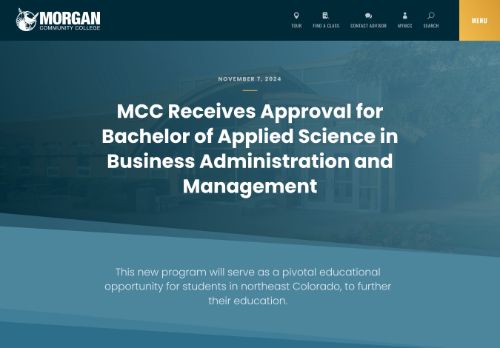 MORGAN
COMMUNITY COLLEGE
TOUR
FIND A CLASS
CONTACT ADVISOR
MYMCC
SEARCH
MENU
NOVEMBER 7, 2024
MCC Receives Approval for
Bachelor of Applied Science in
Business Administration and
Management
This new program will serve as a pivotal educational
opportunity for students in northeast Colorado, to further
their education.